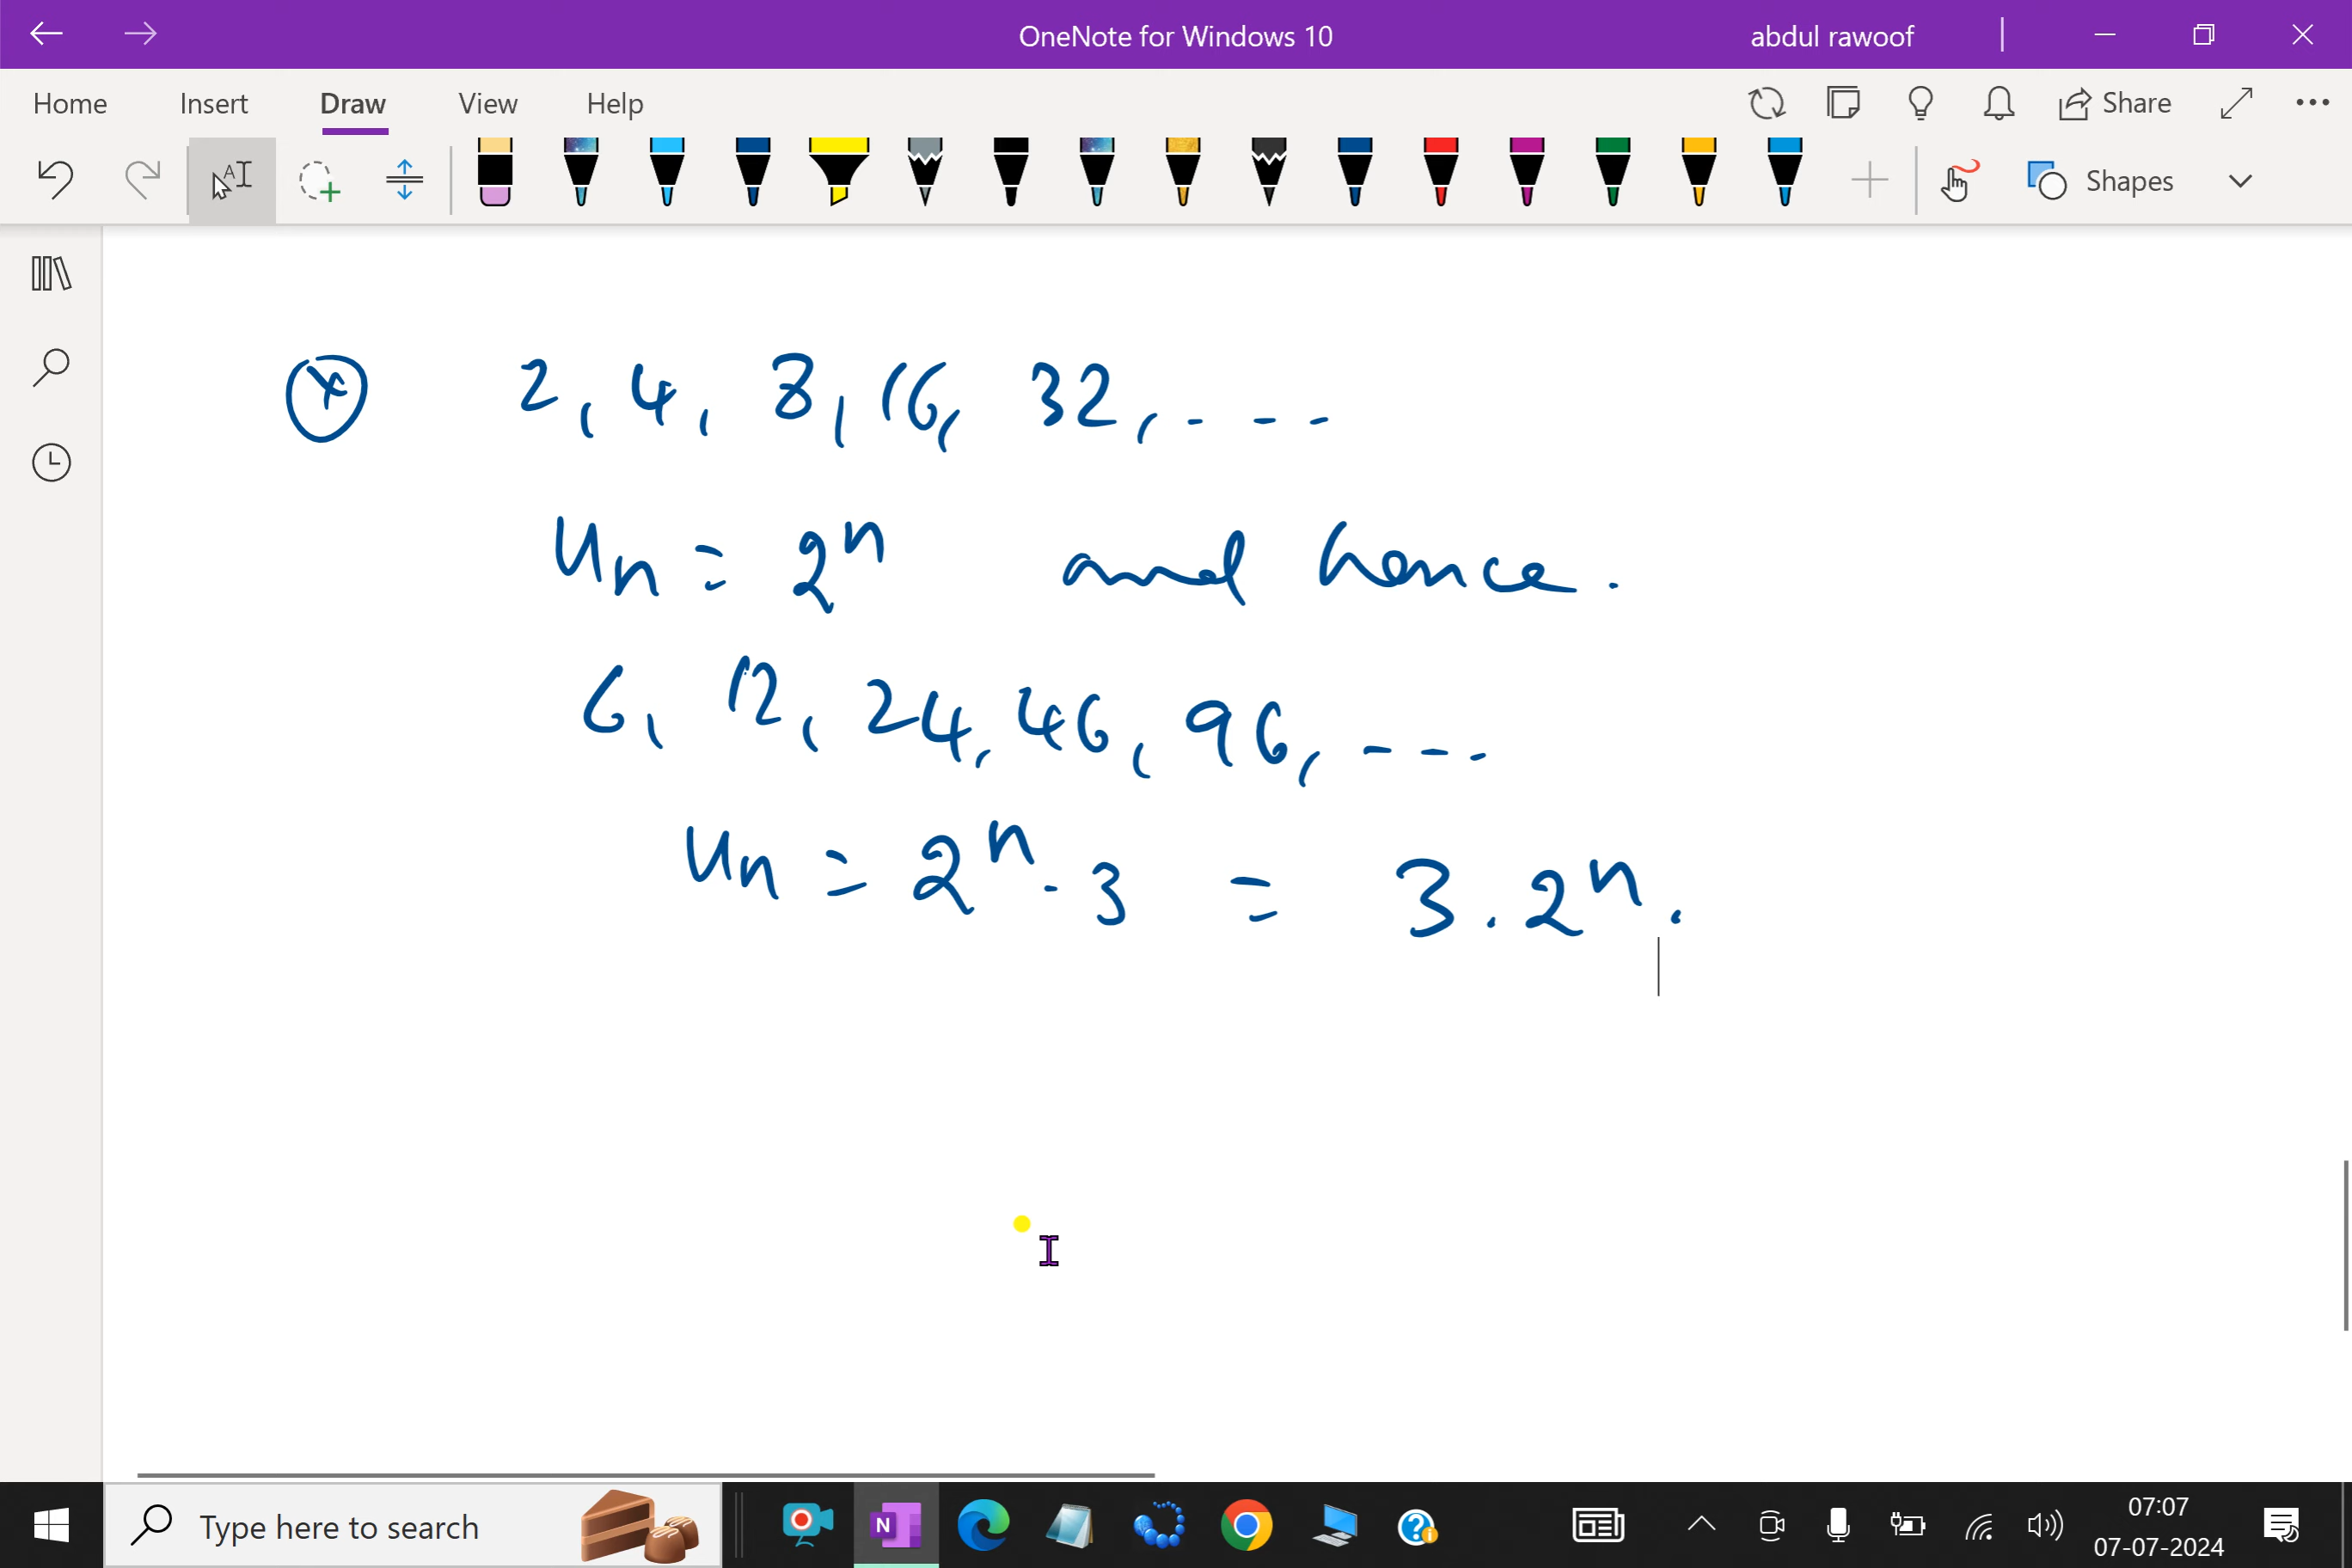 OneNote for Windows 10
abdul rawoof
Home Insert Draw View Help
Share
Shapes
2, 4, 8, 16, 32, - - - -
Un = 2^n and hence.
6, 12, 24, 46, 96, - - - -
Un = 2^n . 3 = 3 . 2^n .
Type here to search
07:07
07-07-2024